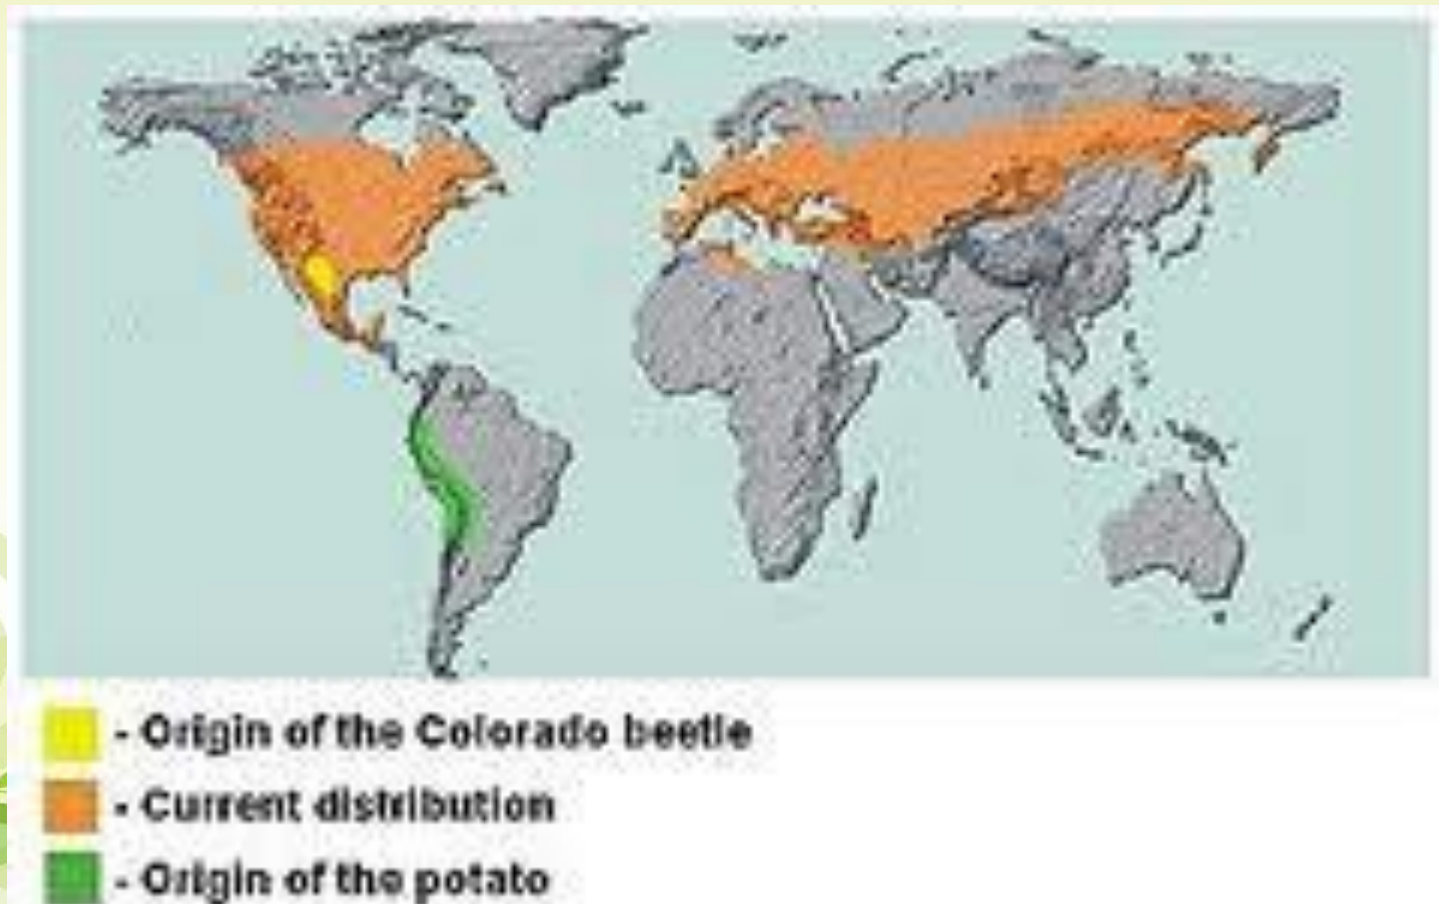 - Origin of the Colorado beetle
- Current distribution
- Origin of the potato